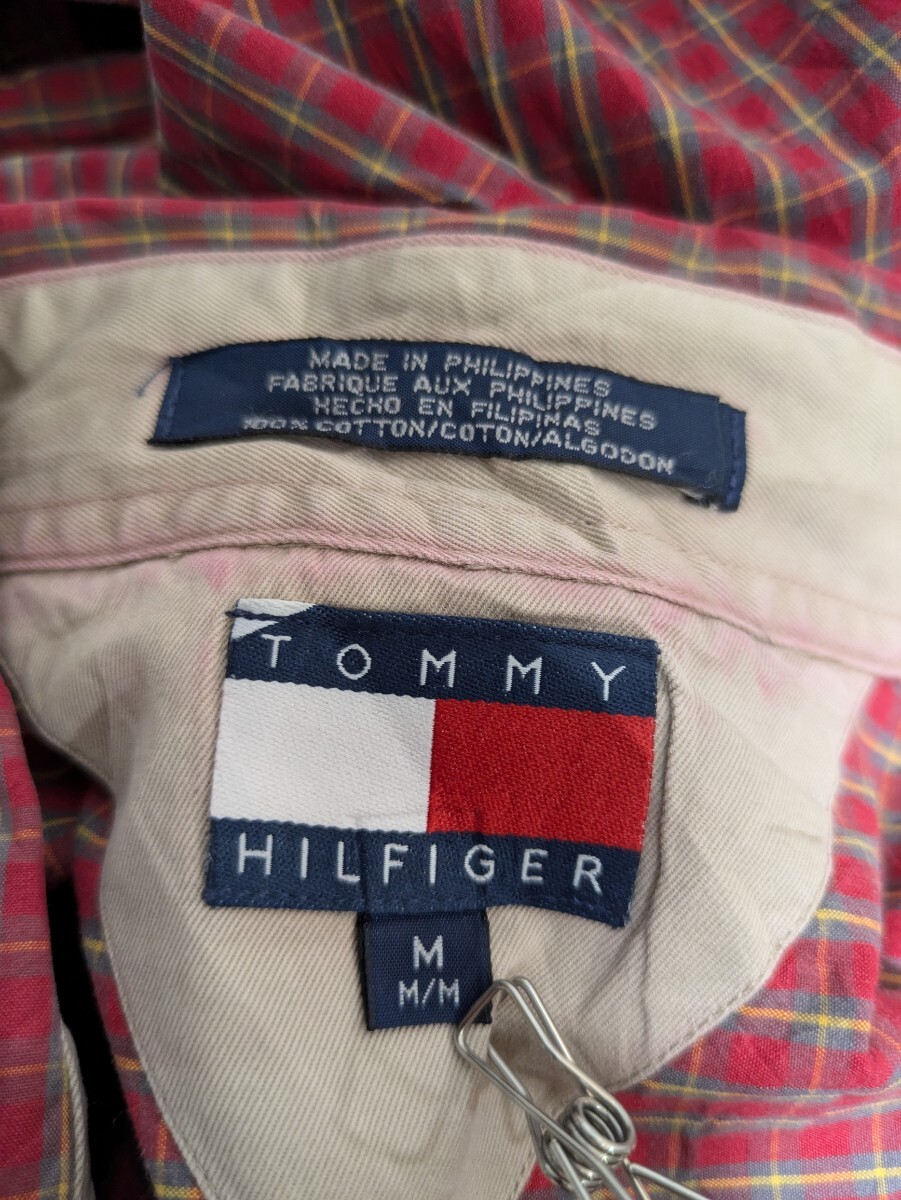 MADE IN PHILIPPINES
FABRIQUE AUX PHILIPPINES
HECHO EN FILIPINAS
100% COTTON/COTON/ALGODON
TOMMY
HILFIGER
M
M/M